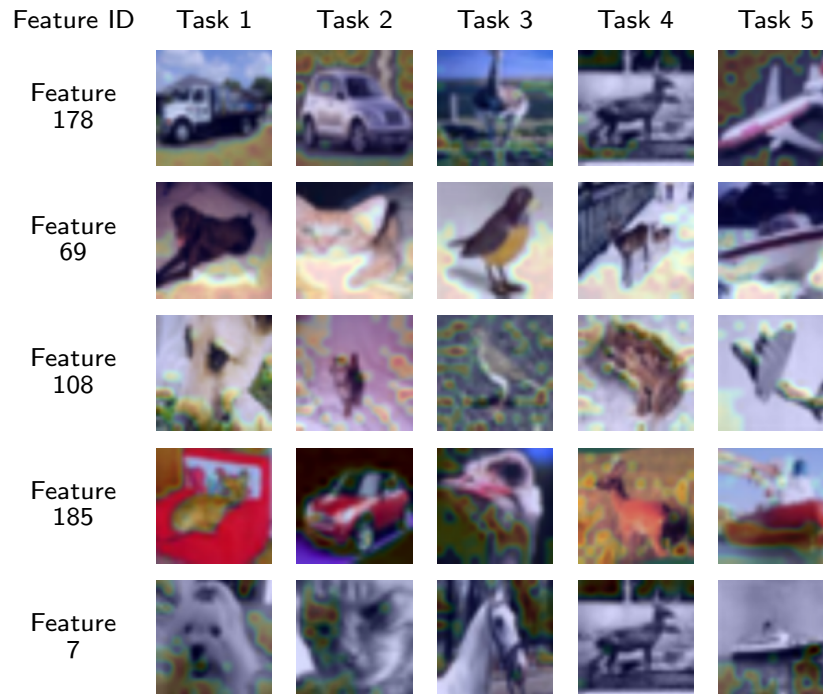 Feature ID Task 1 Task 2 Task 3 Task 4 Task 5
Feature
178
Feature
69
Feature
108
Feature
185
Feature
7